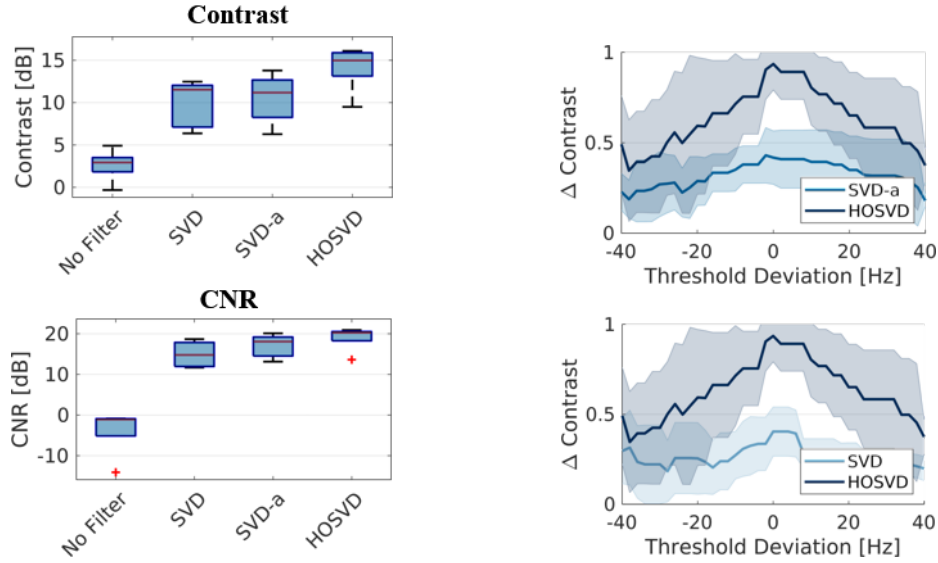 Contrast
Contrast [dB]
15
10
5
0
No Filter
SVD
SVD-a
HOSVD
CNR
CNR [dB]
20
10
0
-10
No Filter
SVD
SVD-a
HOSVD
Δ Contrast
1
0.5
0
SVD-a
HOSVD
-40 -20 0 20 40
Threshold Deviation [Hz]
Δ Contrast
1
0.5
0
SVD
HOSVD
-40 -20 0 20 40
Threshold Deviation [Hz]